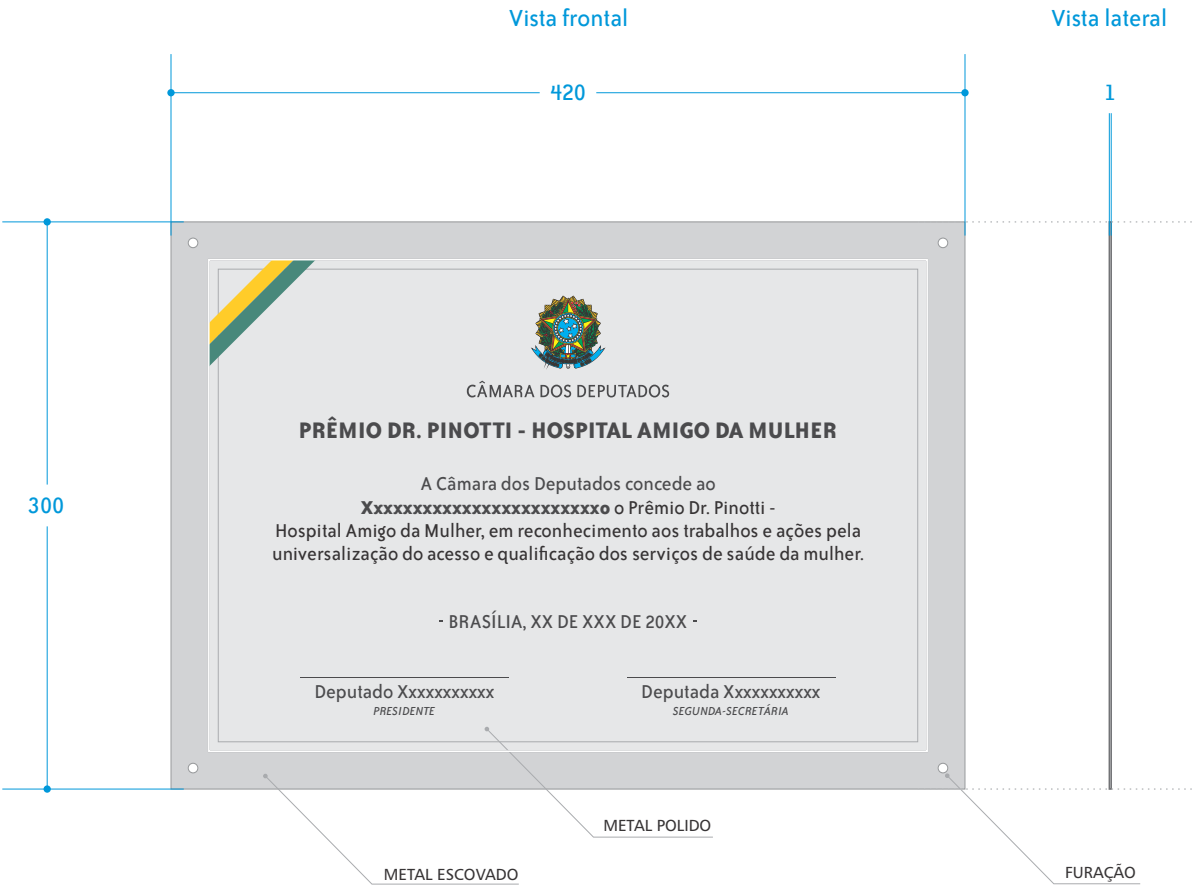 Vista frontal
Vista lateral
420
1
300
CÂMARA DOS DEPUTADOS
PRÊMIO DR. PINOTTI - HOSPITAL AMIGO DA MULHER
A Câmara dos Deputados concede ao
Xxxxxxxxxxxxxxxxxxxxxxxxo o Prêmio Dr. Pinotti -
Hospital Amigo da Mulher, em reconhecimento aos trabalhos e ações pela
universalização do acesso e qualificação dos serviços de saúde da mulher.
- BRASÍLIA, XX DE XXX DE 20XX -
Deputado Xxxxxxxxxxx
PRESIDENTE
Deputada Xxxxxxxxxxx
SEGUNDA-SECRETÁRIA
METAL POLIDO
METAL ESCOVADO
FURAÇÃO